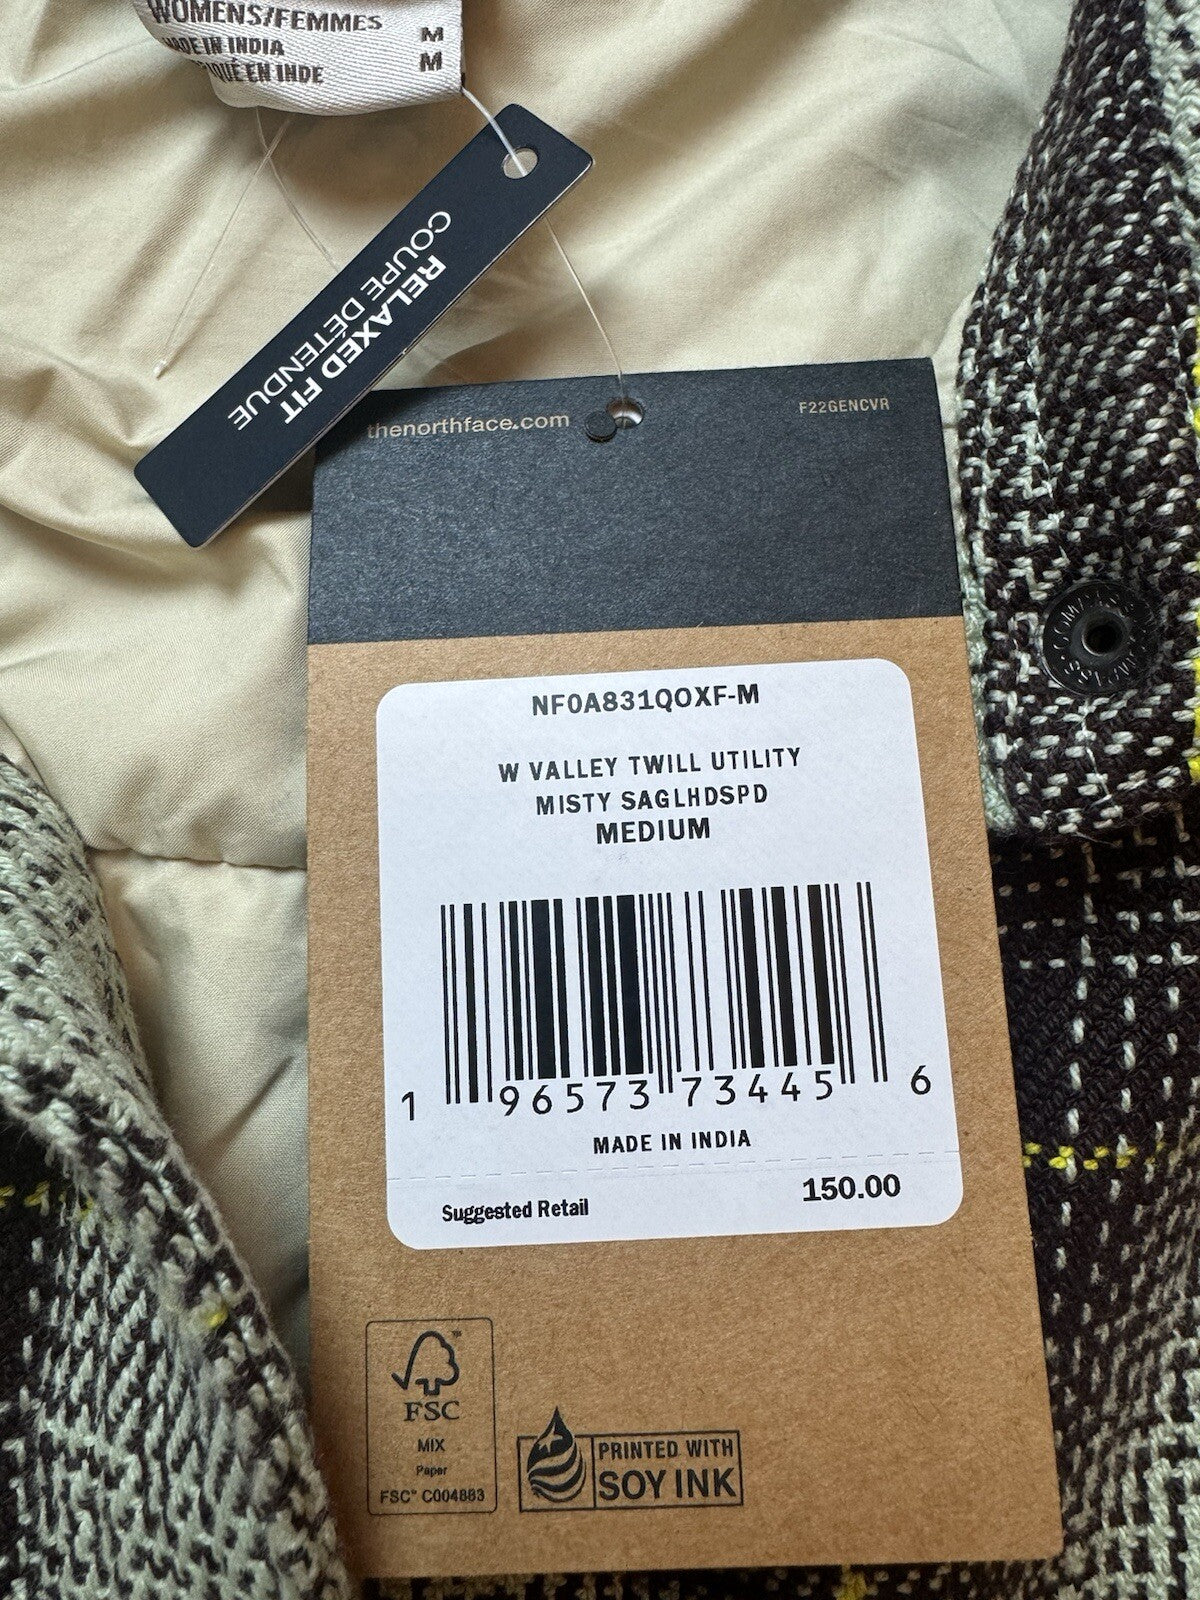 WOMENS/FEMMES M
MADE IN INDIA M
QUÉ EN INDE
RELAXED FIT
COUPE DÉTENDUE
thenorthface.com
F22GENCVR
NF0A831QOXF-M
W VALLEY TWILL UTILITY
MISTY SAGLHDSPD
MEDIUM
1 96573 73445 6
MADE IN INDIA
Suggested Retail 150.00
FSC
MIX
Paper
FSC® C004883
PRINTED WITH
SOY INK